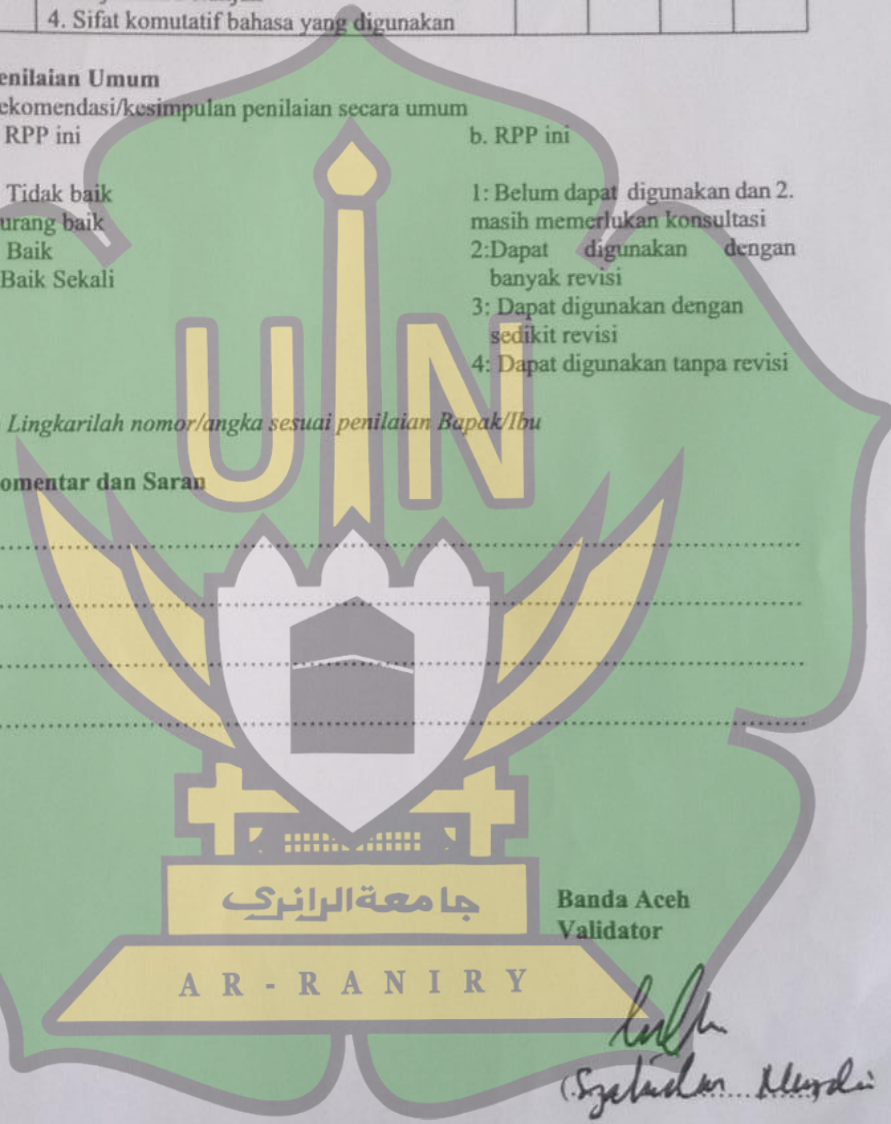 4. Sifat komutatif bahasa yang digunakan
enilaian Umum
ekomendasi/kesimpulan penilaian secara umum
RPP ini
b. RPP ini
Tidak baik
1: Belum dapat digunakan dan 2.
urang baik
masih memerlukan konsultasi
Baik
2:Dapat digunakan dengan
Baik Sekali
banyak revisi
3: Dapat digunakan dengan
sedikit revisi
4: Dapat digunakan tanpa revisi
UIN
Lingkarilah nomor/angka sesuai penilaian Bapak/Ibu
omentar dan Saran
جامعة الرانري
Banda Aceh
Validator
AR-RANIRY